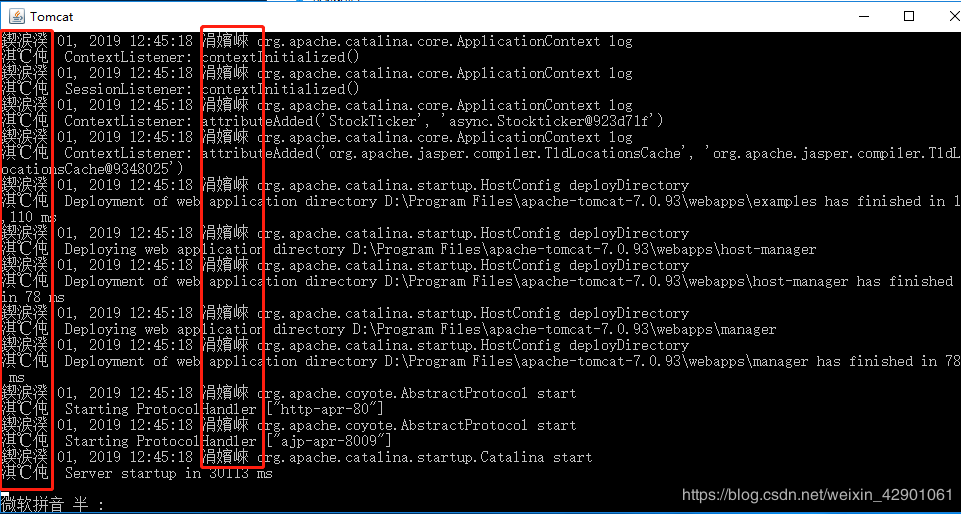 Tomcat
鍥涙湀 01, 2019 12:45:18 涓嬪崍 org.apache.catalina.core.ApplicationContext log
淇℃伅 ContextListener: contextInitialized()
鍥涙湀 01, 2019 12:45:18 涓嬪崍 org.apache.catalina.core.ApplicationContext log
淇℃伅 SessionListener: contextInitialized()
鍥涙湀 01, 2019 12:45:18 涓嬪崍 org.apache.catalina.core.ApplicationContext log
淇℃伅 ContextListener: attributeAdded('StockTicker', 'async.Stockticker@923d71f')
鍥涙湀 01, 2019 12:45:18 涓嬪崍 org.apache.catalina.core.ApplicationContext log
淇℃伅 ContextListener: attributeAdded('org.apache.jasper.compiler.TldLocationsCache', 'org.apache.jasper.compiler.TldL
ocationsCache@9348025')
鍥涙湀 01, 2019 12:45:18 涓嬪崍 org.apache.catalina.startup.HostConfig deployDirectory
淇℃伅 Deployment of web application directory D:\Program Files\apache-tomcat-7.0.93\webapps\examples has finished in 1
,110 ms
鍥涙湀 01, 2019 12:45:18 涓嬪崍 org.apache.catalina.startup.HostConfig deployDirectory
淇℃伅 Deploying web application directory D:\Program Files\apache-tomcat-7.0.93\webapps\host-manager
鍥涙湀 01, 2019 12:45:18 涓嬪崍 org.apache.catalina.startup.HostConfig deployDirectory
淇℃伅 Deployment of web application directory D:\Program Files\apache-tomcat-7.0.93\webapps\host-manager has finished
in 78 ms
鍥涙湀 01, 2019 12:45:18 涓嬪崍 org.apache.catalina.startup.HostConfig deployDirectory
淇℃伅 Deploying web application directory D:\Program Files\apache-tomcat-7.0.93\webapps\manager
鍥涙湀 01, 2019 12:45:18 涓嬪崍 org.apache.catalina.startup.HostConfig deployDirectory
淇℃伅 Deployment of web application directory D:\Program Files\apache-tomcat-7.0.93\webapps\manager has finished in 78
ms
鍥涙湀 01, 2019 12:45:18 涓嬪崍 org.apache.coyote.AbstractProtocol start
淇℃伅 Starting ProtocolHandler ["http-apr-80"]
鍥涙湀 01, 2019 12:45:18 涓嬪崍 org.apache.coyote.AbstractProtocol start
淇℃伅 Starting ProtocolHandler ["ajp-apr-8009"]
鍥涙湀 01, 2019 12:45:18 涓嬪崍 org.apache.catalina.startup.Catalina start
淇℃伅 Server startup in 30113 ms
微软拼音 半 :
https://blog.csdn.net/weixin_42901061